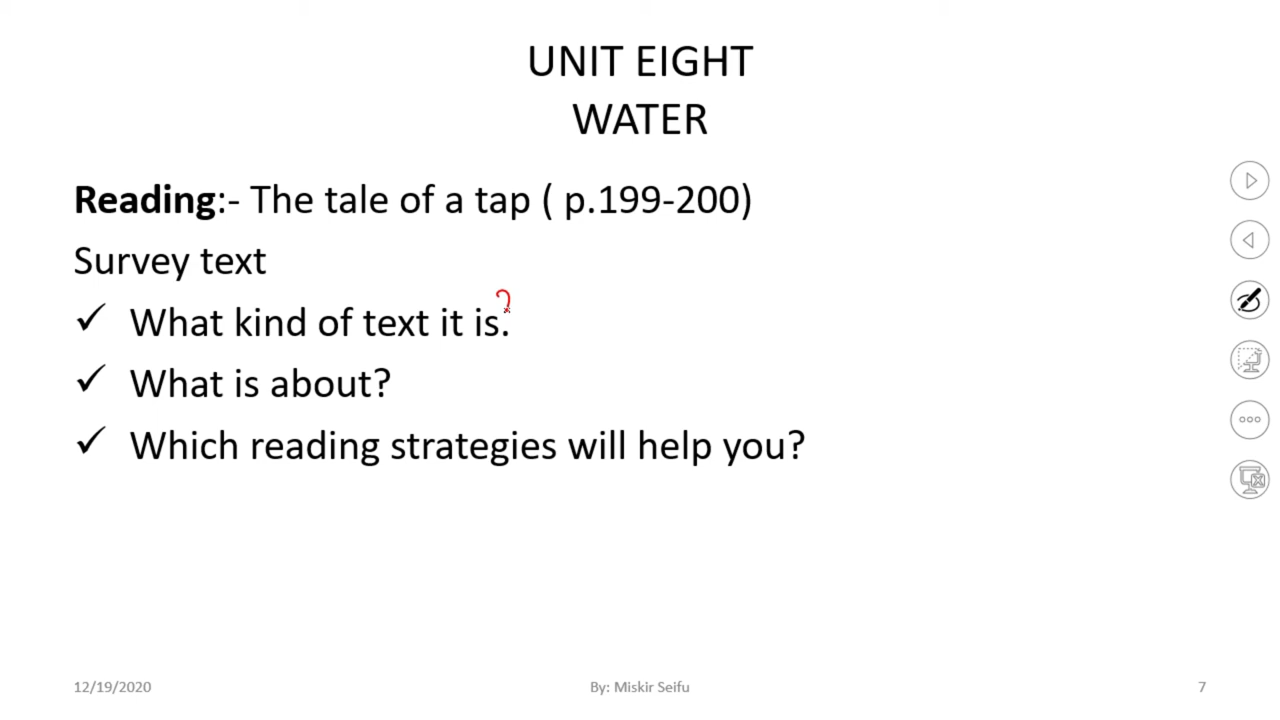 UNIT EIGHT
WATER
Reading:- The tale of a tap ( p.199-200)
Survey text
✓ What kind of text it is.?
✓ What is about?
✓ Which reading strategies will help you?
12/19/2020
By: Miskir Seifu
7